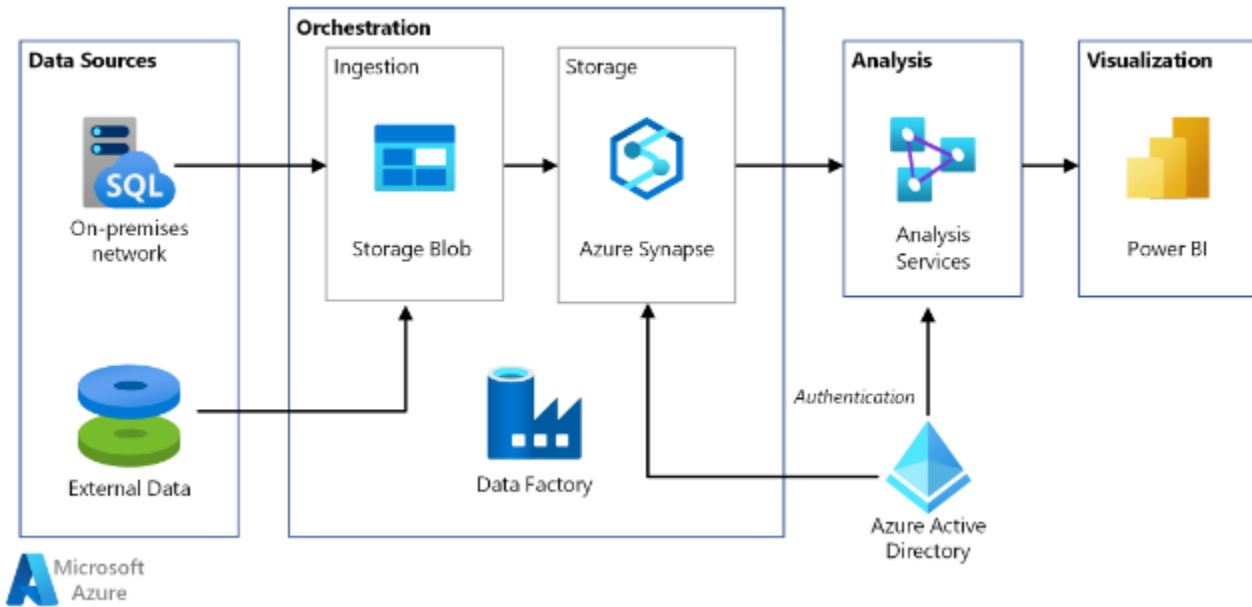 Orchestration
Data Sources
SQL
On-premises
network
External Data
Ingestion
Storage Blob
Storage
Azure Synapse
Data Factory
Analysis
Analysis
Services
Visualization
Power BI
Authentication
Azure Active
Directory
Microsoft
Azure